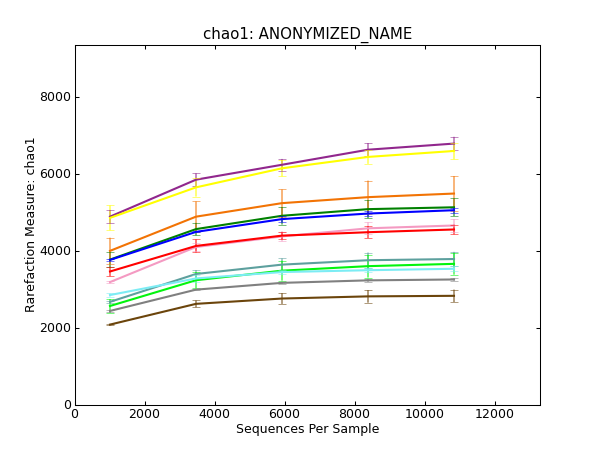 chao1: ANONYMIZED_NAME
Rarefaction Measure: chao1
8000
6000
4000
2000
0
0 2000 4000 6000 8000 10000 12000
Sequences Per Sample